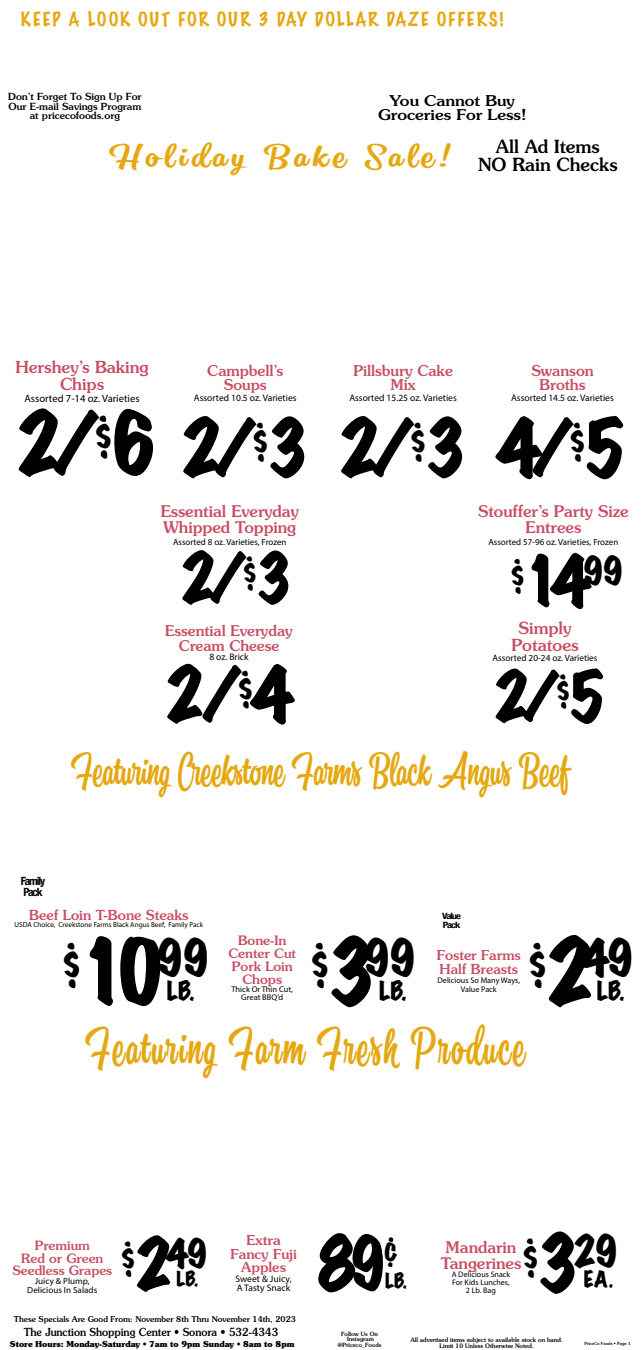 KEEP A LOOK OUT FOR OUR 3 DAY DOLLAR DAZE OFFERS!
Don't Forget To Sign Up For
Our E-mail Savings Program
at pricecofoods.org
You Cannot Buy
Groceries For Less!
Holiday Bake Sale!
All Ad Items
NO Rain Checks
Hershey's Baking
Chips
Assorted 7-14 oz. Varieties
2/$6
Campbell's
Soups
Assorted 10.5 oz. Varieties
2/$3
Pillsbury Cake
Mix
Assorted 15.25 oz. Varieties
2/$3
Swanson
Broths
Assorted 14.5 oz. Varieties
4/$5
Essential Everyday
Whipped Topping
Assorted 8 oz. Varieties, Frozen
2/$3
Stouffer's Party Size
Entrees
Assorted 57-96 oz. Varieties, Frozen
$1499
Essential Everyday
Cream Cheese
8 oz. Brick
2/$4
Simply
Potatoes
Assorted 20-24 oz. Varieties
2/$5
Featuring Creekstone Farms Black Angus Beef
Family
Pack
Beef Loin T-Bone Steaks
USDA Choice, Creekstone Farms Black Angus Beef, Family Pack
$1099
LB.
Bone-In
Center Cut
Pork Loin
Chops
Thick Or Thin Cut,
Great BBQ'd
$399
LB.
Value
Pack
Foster Farms
Half Breasts
Delicious So Many Ways,
Value Pack
$249
LB.
Featuring Farm Fresh Produce
Premium
Red or Green
Seedless Grapes
Juicy & Plump,
Delicious In Salads
$249
LB.
Extra
Fancy Fuji
Apples
Sweet & Juicy,
A Tasty Snack
89¢
LB.
Mandarin
Tangerines
A Delicious Snack
For Kids Lunches,
2 Lb. Bag
$329
EA.
These Specials Are Good From: November 8th Thru November 14th, 2023
The Junction Shopping Center • Sonora • 532-4343
Store Hours: Monday-Saturday • 7am to 9pm Sunday • 8am to 8pm
Follow Us On
Instagram
@Priceco_Foods
All advertised items subject to available stock on hand.
Limit 10 Unless Otherwise Noted.
PriceCo Foods • Page 1